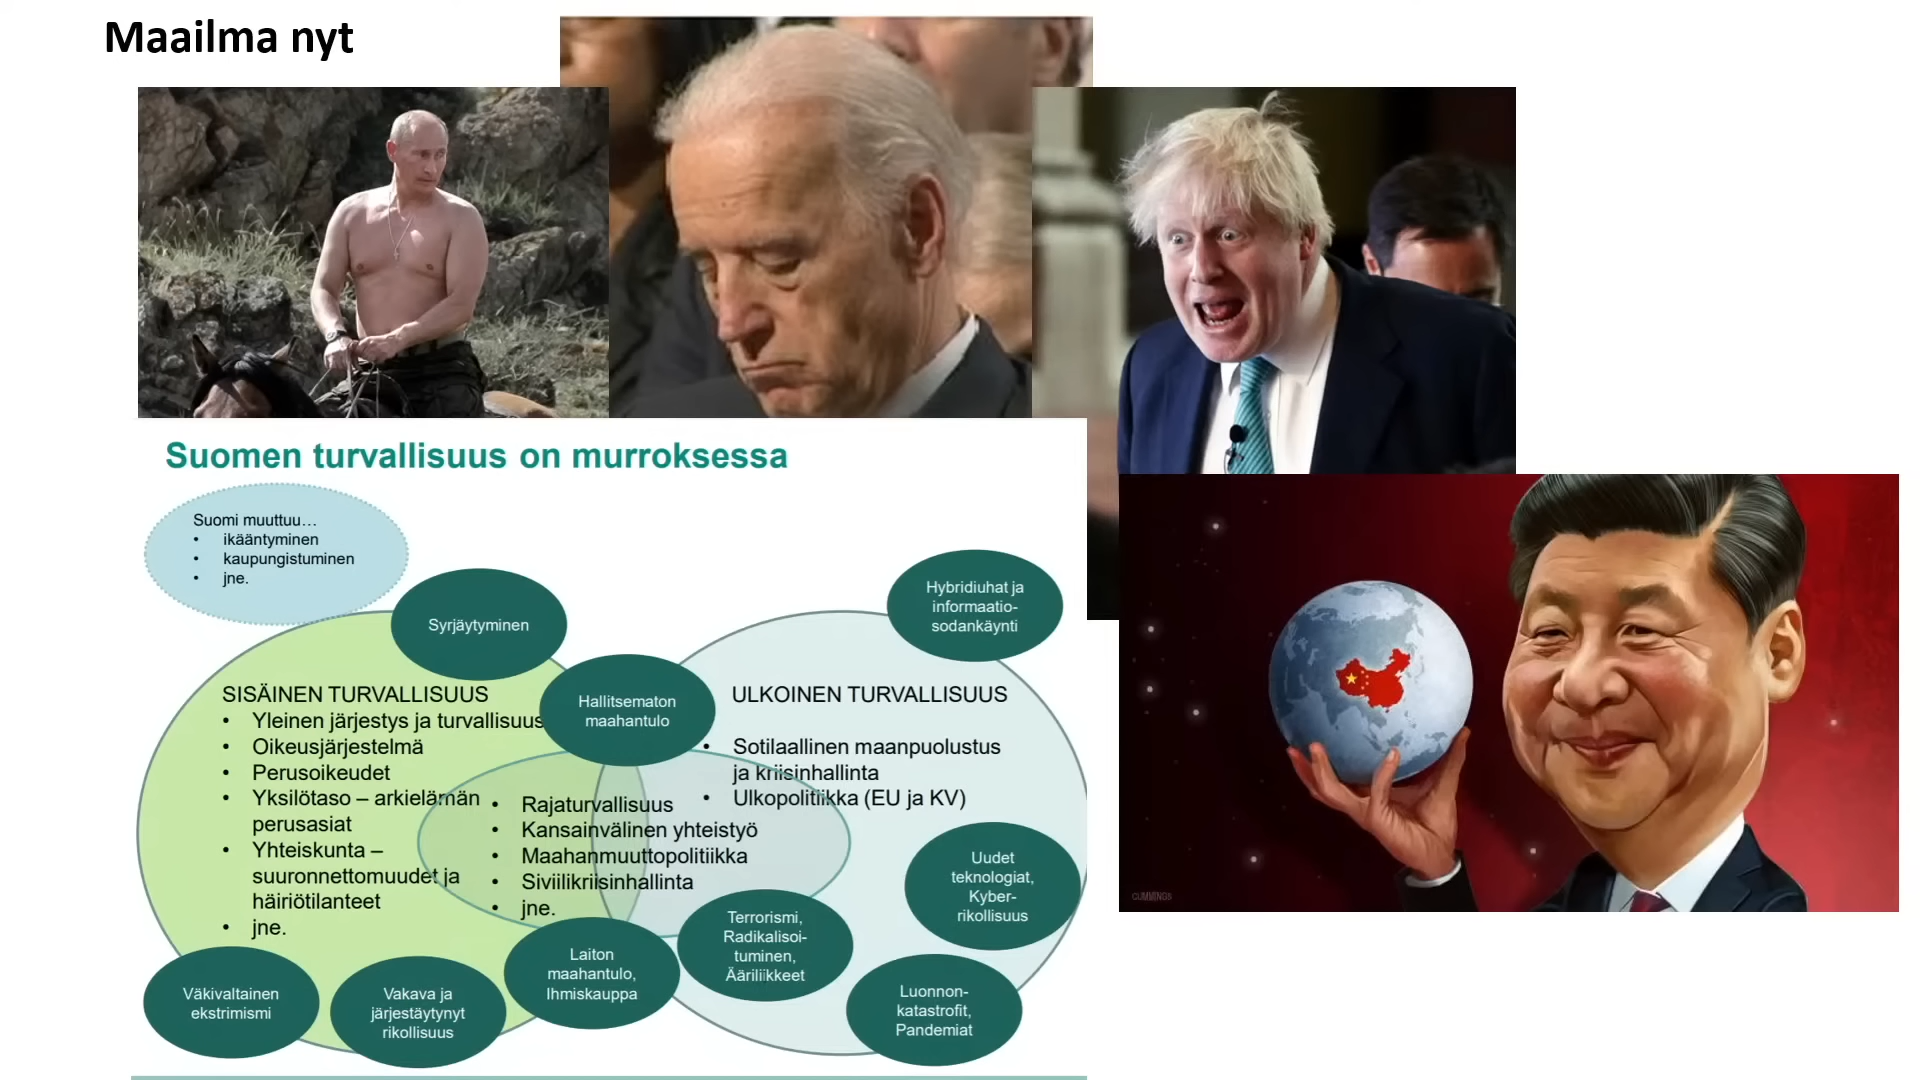 Maailma nyt
Suomen turvallisuus on murroksessa
Suomi muuttuu…
• ikääntyminen
• kaupungistuminen
• jne.
Syrjäytyminen
Hallitsematon
maahantulo
Hybridiuhat ja
informaatio-
sodankäynti
SISÄINEN TURVALLISUUS
• Yleinen järjestys ja turvallisuus
• Oikeusjärjestelmä
• Perusoikeudet
• Yksilötaso – arkielämän
perusasiat
• Yhteiskunta –
suuronnettomuudet ja
häiriötilanteet
• jne.
• Rajaturvallisuus
• Kansainvälinen yhteistyö
• Maahanmuuttopolitiikka
• Siviilikriisinhallinta
• jne.
ULKOINEN TURVALLISUUS
• Sotilaallinen maanpuolustus
ja kriisinhallinta
• Ulkopolitiikka (EU ja KV)
Uudet
teknologiat,
Kyber-
rikollisuus
Terrorismi,
Radikalisoi-
tuminen,
Ääriliikkeet
Laiton
maahantulo,
Ihmiskauppa
Väkivaltainen
ekstrimismi
Vakava ja
järjestäytynyt
rikollisuus
Luonnon-
katastrofit,
Pandemiat
CUMMINGS